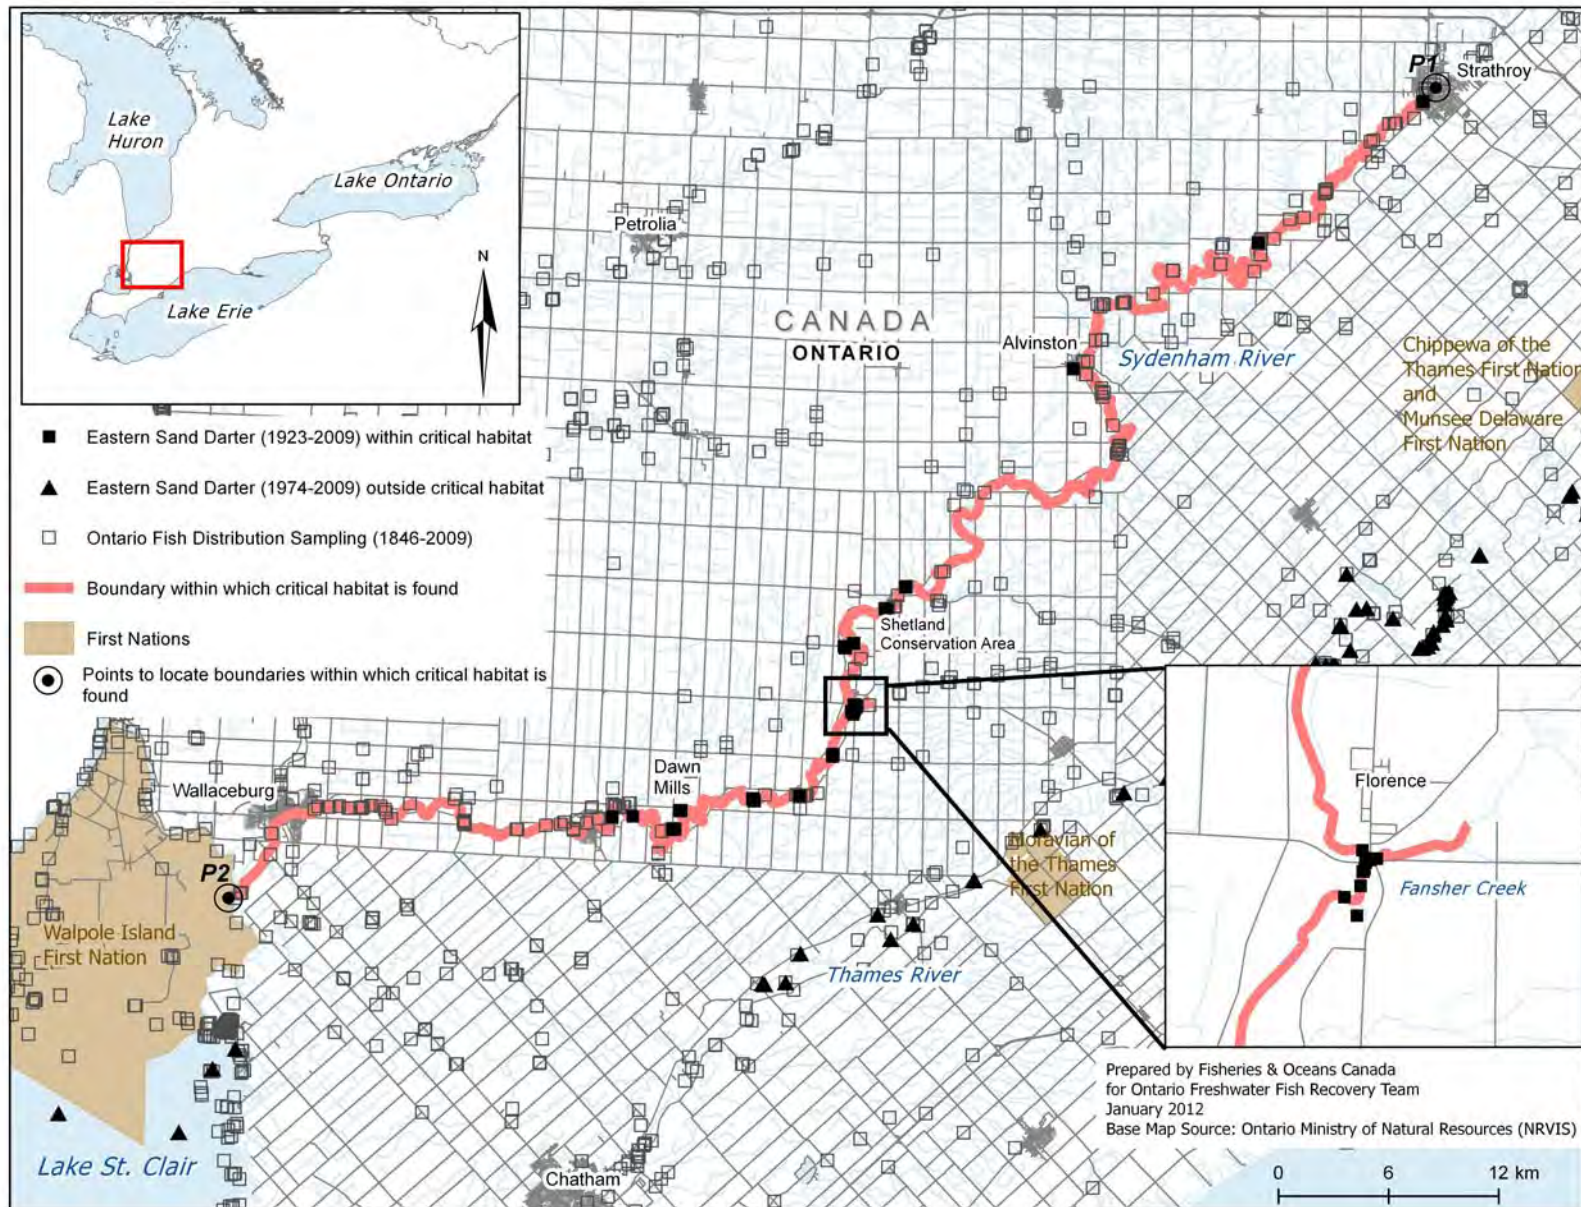 Lake
Huron
Lake Ontario
Lake Erie
N
P1
Strathroy
Petrolia
CANADA
ONTARIO
Alvinston
Sydenham River
Chippewa of the
Thames First Nation
and
Munsee Delaware
First Nation
Eastern Sand Darter (1923-2009) within critical habitat
Eastern Sand Darter (1974-2009) outside critical habitat
Ontario Fish Distribution Sampling (1846-2009)
Boundary within which critical habitat is found
First Nations
Points to locate boundaries within which critical habitat is
found
Shetland
Conservation Area
Wallaceburg
Dawn
Mills
Florence
Fansher Creek
P2
Moravian of
the Thames
First Nation
Walpole Island
First Nation
Thames River
Lake St. Clair
Chatham
Prepared by Fisheries & Oceans Canada
for Ontario Freshwater Fish Recovery Team
January 2012
Base Map Source: Ontario Ministry of Natural Resources (NRVIS)
0 6 12 km